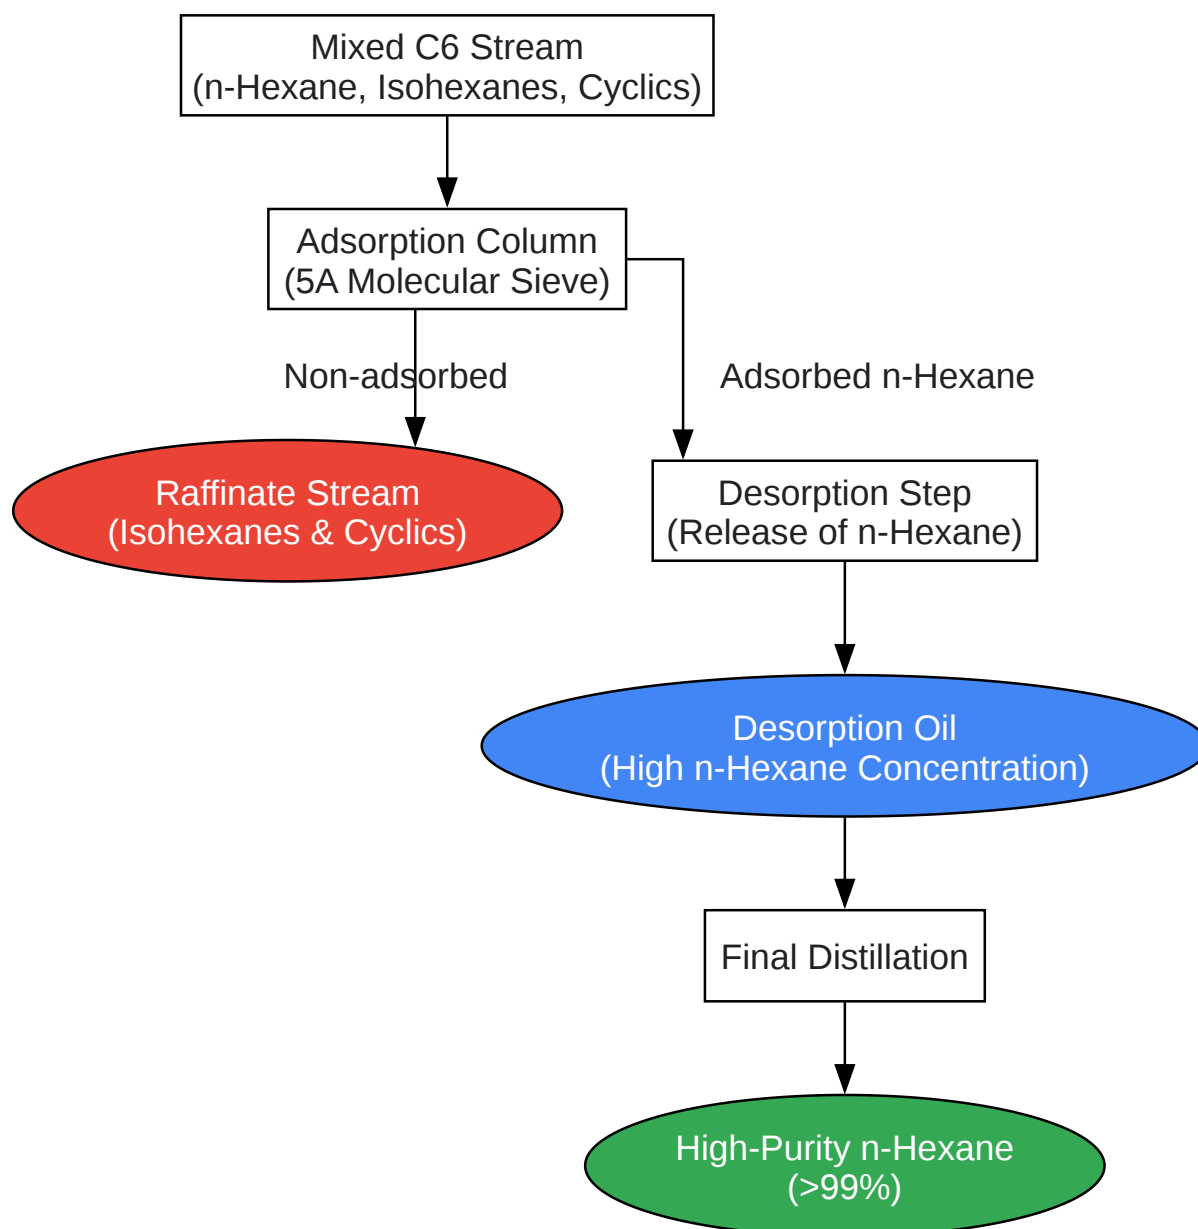 Mixed C6 Stream
(n-Hexane, Isohexanes, Cyclics)
Adsorption Column
(5A Molecular Sieve)
Non-adsorbed
Adsorbed n-Hexane
Raffinate Stream
(Isohexanes & Cyclics)
Desorption Step
(Release of n-Hexane)
Desorption Oil
(High n-Hexane Concentration)
Final Distillation
High-Purity n-Hexane
(>99%)